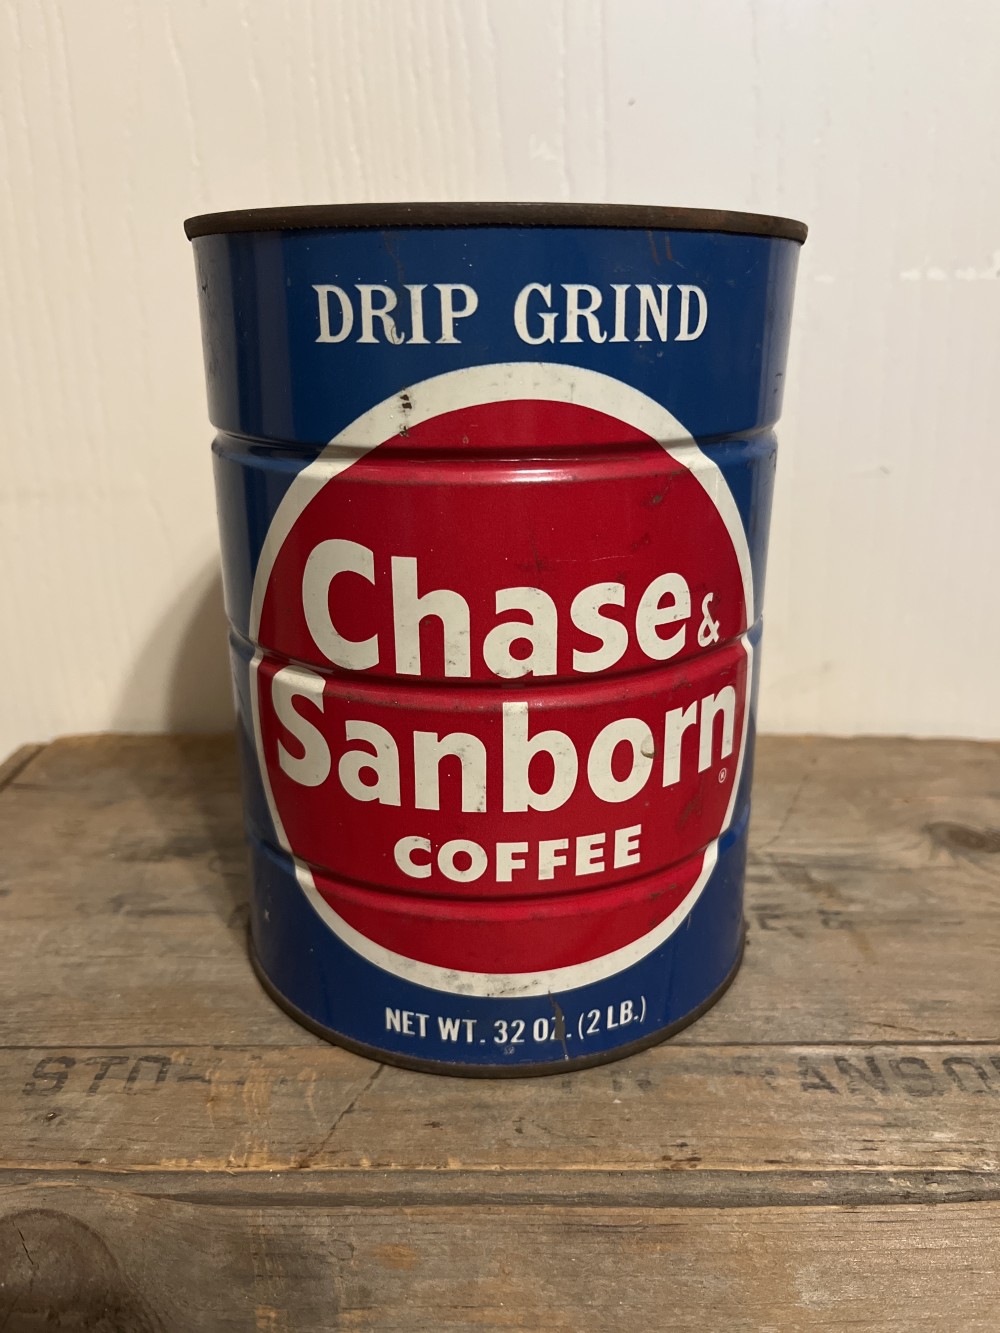 DRIP GRIND
Chase &
Sanborn®
COFFEE
NET WT. 32 OZ. (2 LB.)